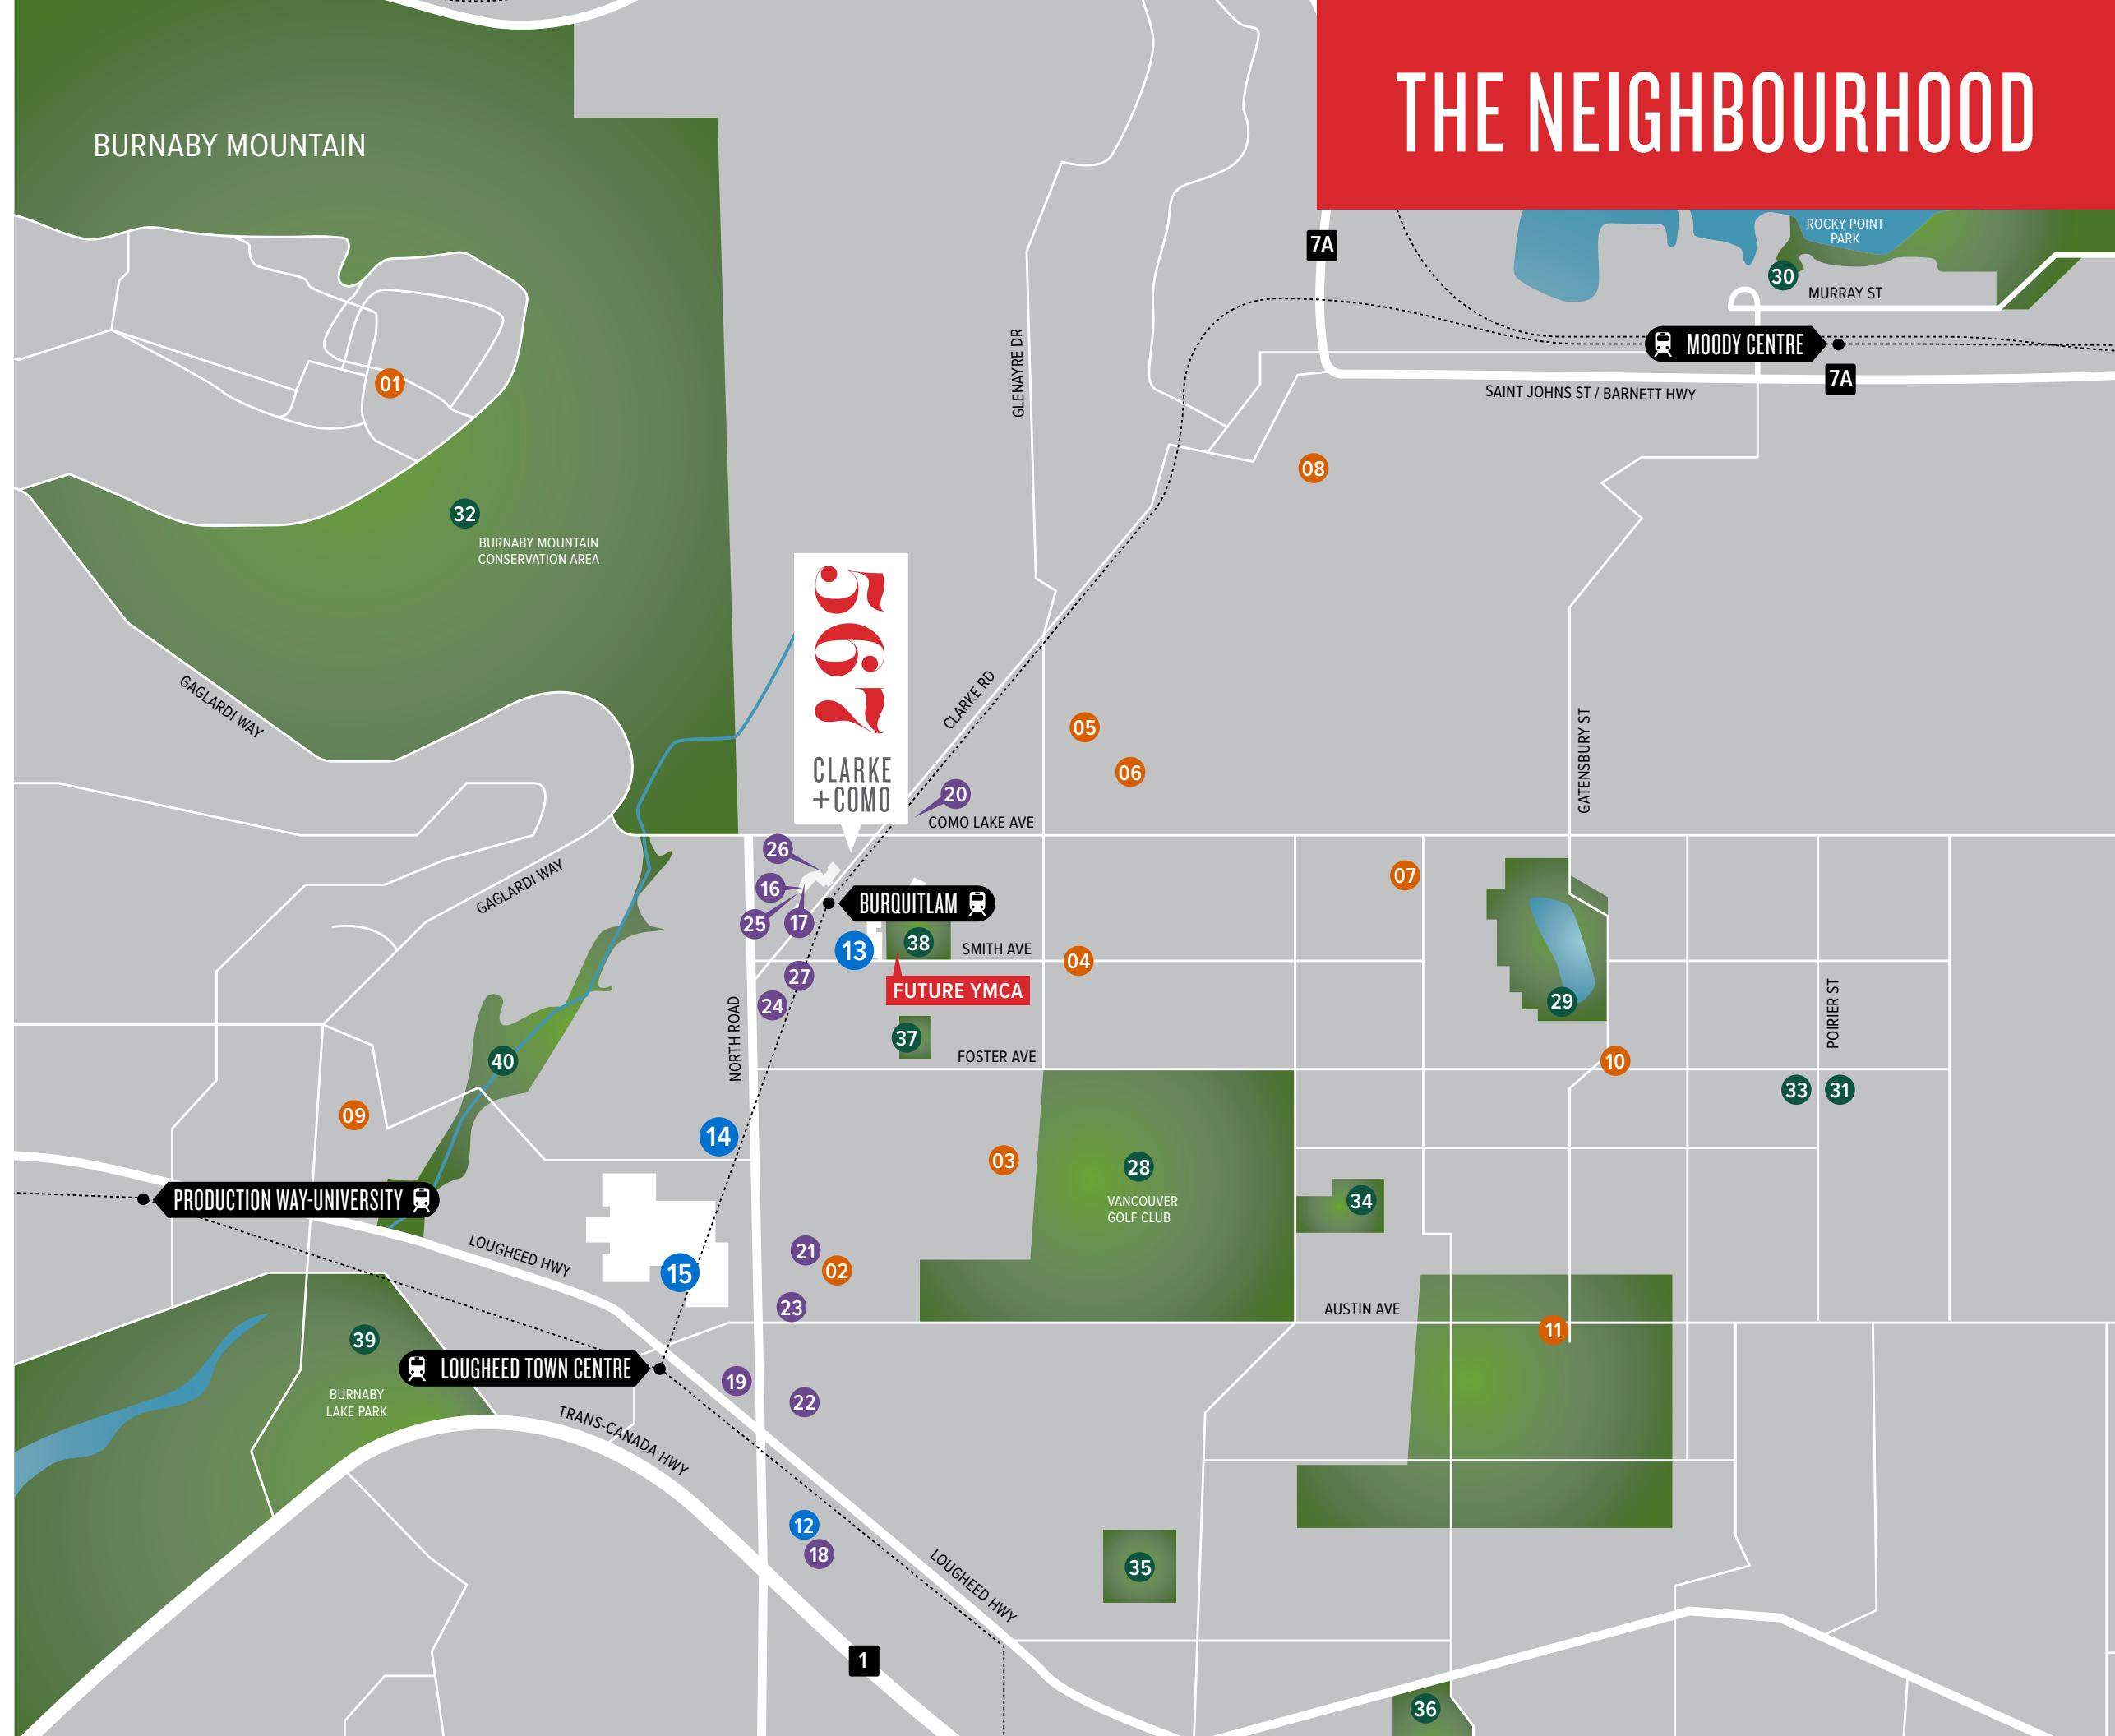 THE NEIGHBOURHOOD
BURNABY MOUNTAIN
ROCKY POINT
PARK
7A
30
MURRAY ST
MOODY CENTRE
7A
SAINT JOHNS ST / BARNETT HWY
GLENAYRE DR
01
08
32
BURNABY MOUNTAIN
CONSERVATION AREA
567
CLARKE
+COMO
GAGLARDI WAY
CLARKE RD
05
06
GATENSBURY ST
20
COMO LAKE AVE
26
16
25
17
BURQUITLAM
07
GAGLARDI WAY
13
38
SMITH AVE
04
27
FUTURE YMCA
24
29
NORTH ROAD
POIRIER ST
37
FOSTER AVE
40
10
33
31
09
14
03
28
VANCOUVER
GOLF CLUB
34
PRODUCTION WAY-UNIVERSITY
LOUGHEED HWY
21
02
15
23
AUSTIN AVE
11
39
LOUGHEED TOWN CENTRE
19
22
BURNABY
LAKE PARK
TRANS-CANADA HWY
12
18
LOUGHEED HWY
35
1
36